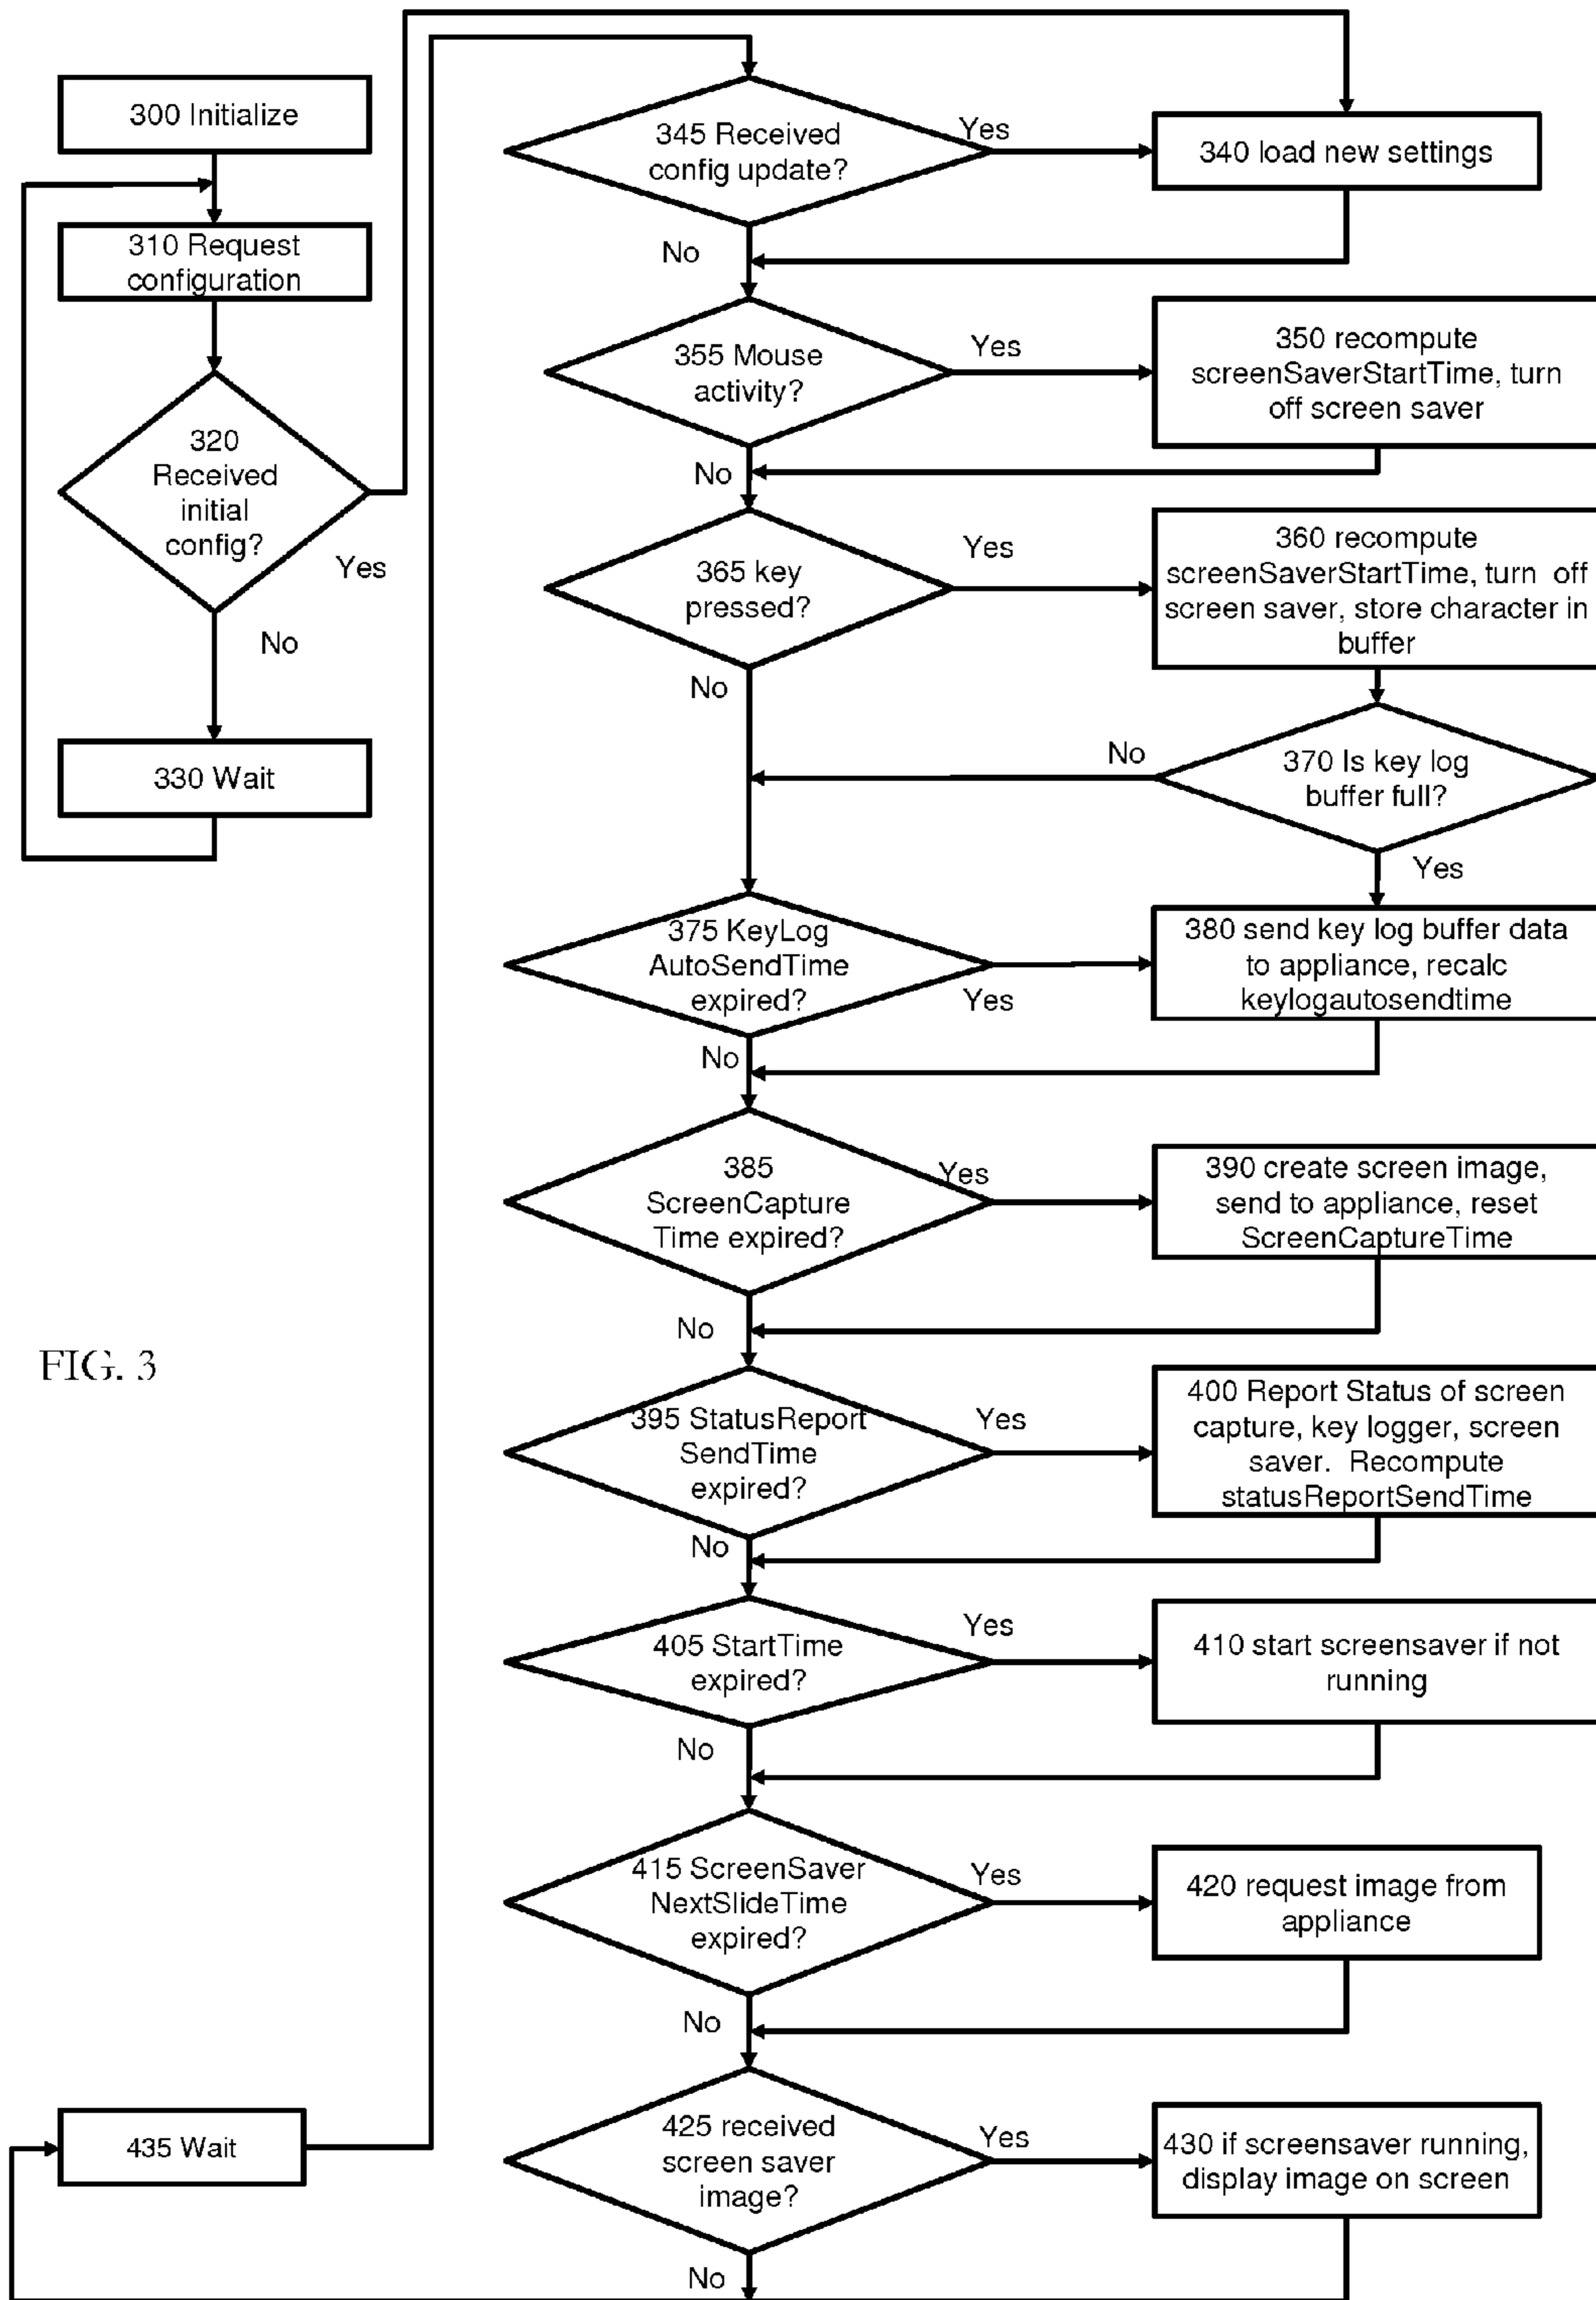 300 Initialize
310 Request
configuration
320
Received
initial
config?
Yes
No
330 Wait
345 Received
config update?
Yes
340 load new settings
No
355 Mouse
activity?
Yes
350 recompute
screenSaverStartTime, turn
off screen saver
No
365 key
pressed?
Yes
360 recompute
screenSaverStartTime, turn off
screen saver, store character in
buffer
No
370 Is key log
buffer full?
No
Yes
375 KeyLog
AutoSendTime
expired?
Yes
380 send key log buffer data
to appliance, recalc
keylogautosendtime
No
385
ScreenCapture
Time expired?
Yes
390 create screen image,
send to appliance, reset
ScreenCaptureTime
No
FIG. 3
395 StatusReport
SendTime
expired?
Yes
400 Report Status of screen
capture, key logger, screen
saver. Recompute
statusReportSendTime
No
405 StartTime
expired?
Yes
410 start screensaver if not
running
No
415 ScreenSaver
NextSlideTime
expired?
Yes
420 request image from
appliance
No
425 received
screen saver
image?
Yes
430 if screensaver running,
display image on screen
No
435 Wait